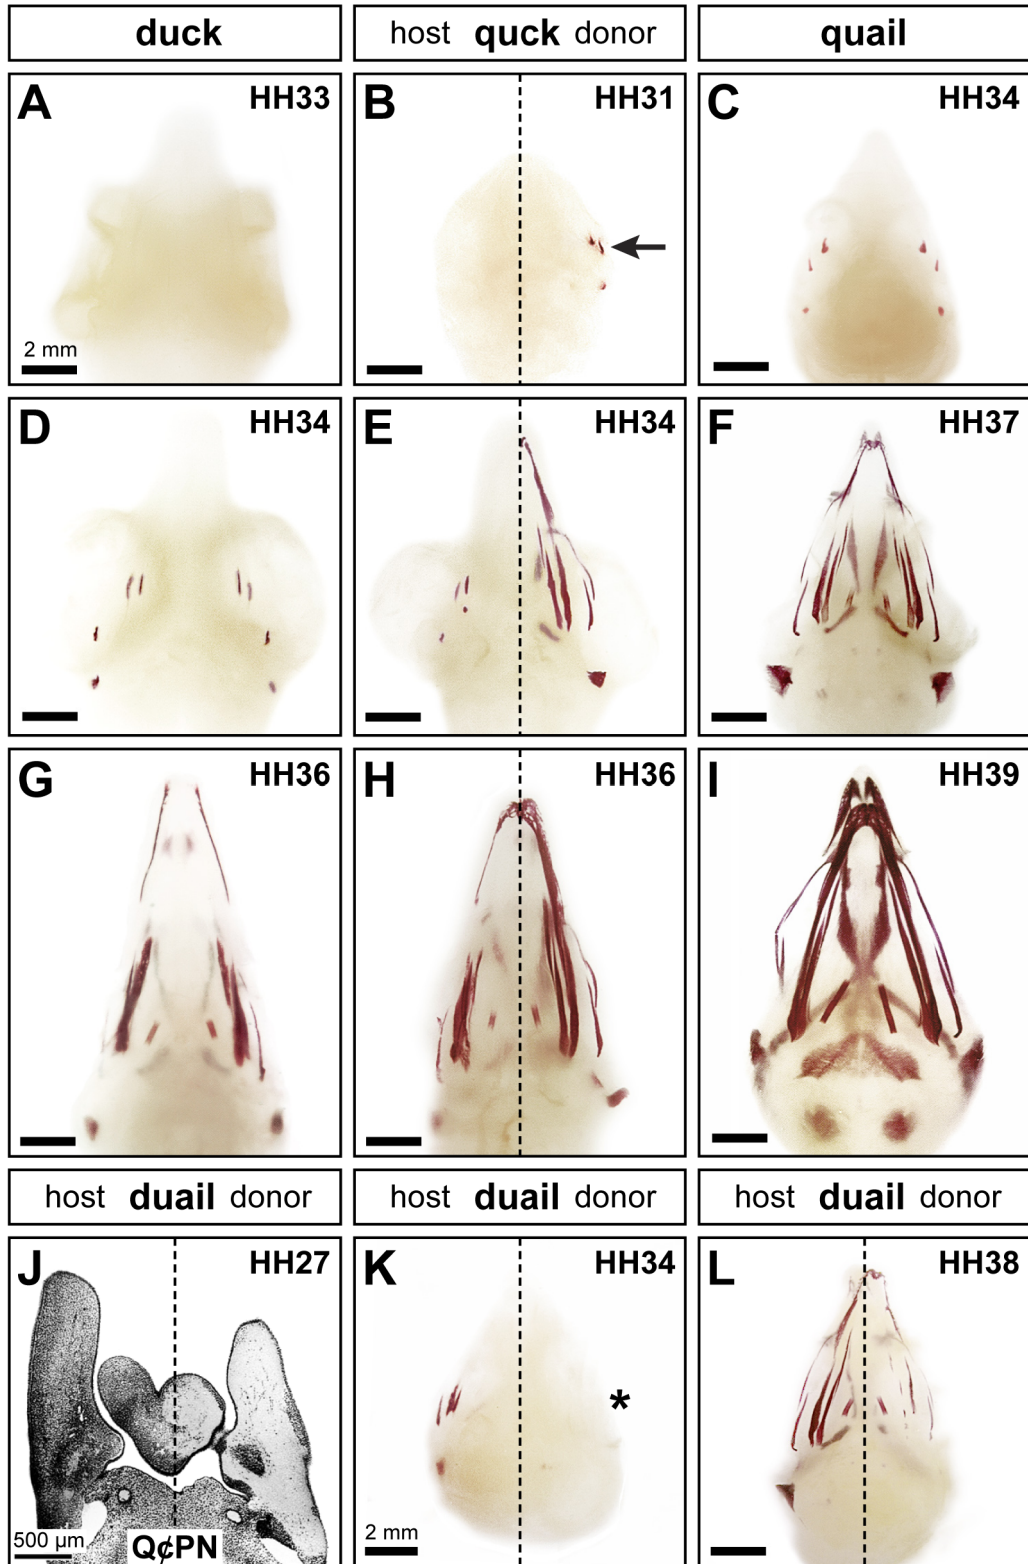 duck
host quck donor
quail
A HH33
2 mm
B HH31
C HH34
D HH34
E HH34
F HH37
G HH36
H HH36
I HH39
host duail donor
host duail donor
host duail donor
J HH27
500 µm
Q¢PN
K HH34
*
2 mm
L HH38